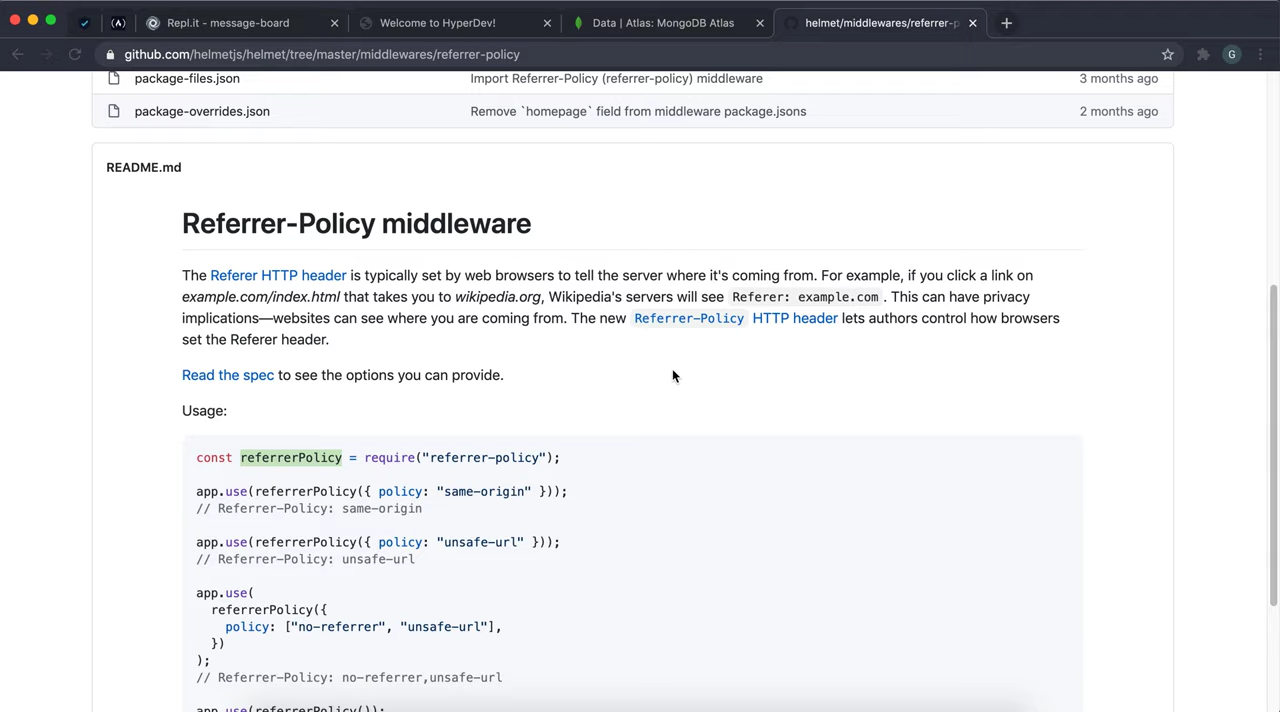 Repl.it - message-board
Welcome to HyperDev!
Data | Atlas: MongoDB Atlas
helmet/middlewares/referrer-p
github.com/helmetjs/helmet/tree/master/middlewares/referrer-policy
G
package-files.json Import Referrer-Policy (referrer-policy) middleware 3 months ago
package-overrides.json Remove `homepage` field from middleware package.jsons 2 months ago
README.md
Referrer-Policy middleware
The Referer HTTP header is typically set by web browsers to tell the server where it's coming from. For example, if you click a link on
example.com/index.html that takes you to wikipedia.org, Wikipedia's servers will see Referer: example.com. This can have privacy
implications—websites can see where you are coming from. The new Referrer-Policy HTTP header lets authors control how browsers
set the Referer header.
Read the spec to see the options you can provide.
Usage:
const referrerPolicy = require("referrer-policy");
app.use(referrerPolicy({ policy: "same-origin" }));
// Referrer-Policy: same-origin
app.use(referrerPolicy({ policy: "unsafe-url" }));
// Referrer-Policy: unsafe-url
app.use(
referrerPolicy({
policy: ["no-referrer", "unsafe-url"],
})
);
// Referrer-Policy: no-referrer,unsafe-url
app.use(referrerPolicy());